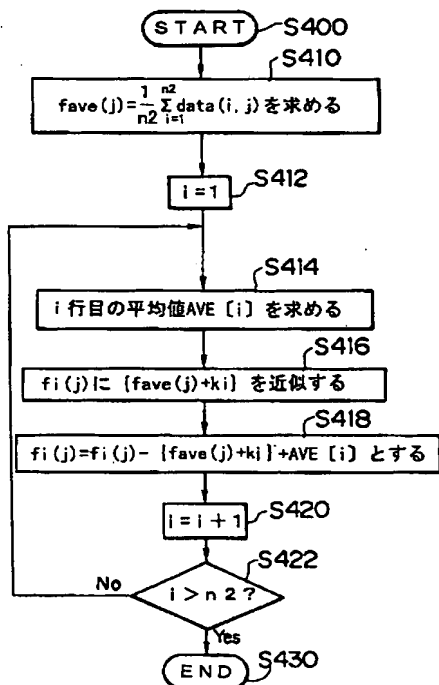 START
S400
S410
fave(j)=1/n2 Σ_{i=1}^{n2} data(i,j)を求める
S412
i=1
S414
i行目の平均値AVE [i] を求める
S416
fi(j)に {fave(j)+ki} を近似する
S418
fi(j)=fi(j)- {fave(j)+ki}+AVE [i] とする
S420
i=i+1
S422
No
i>n2?
Yes
END
S430